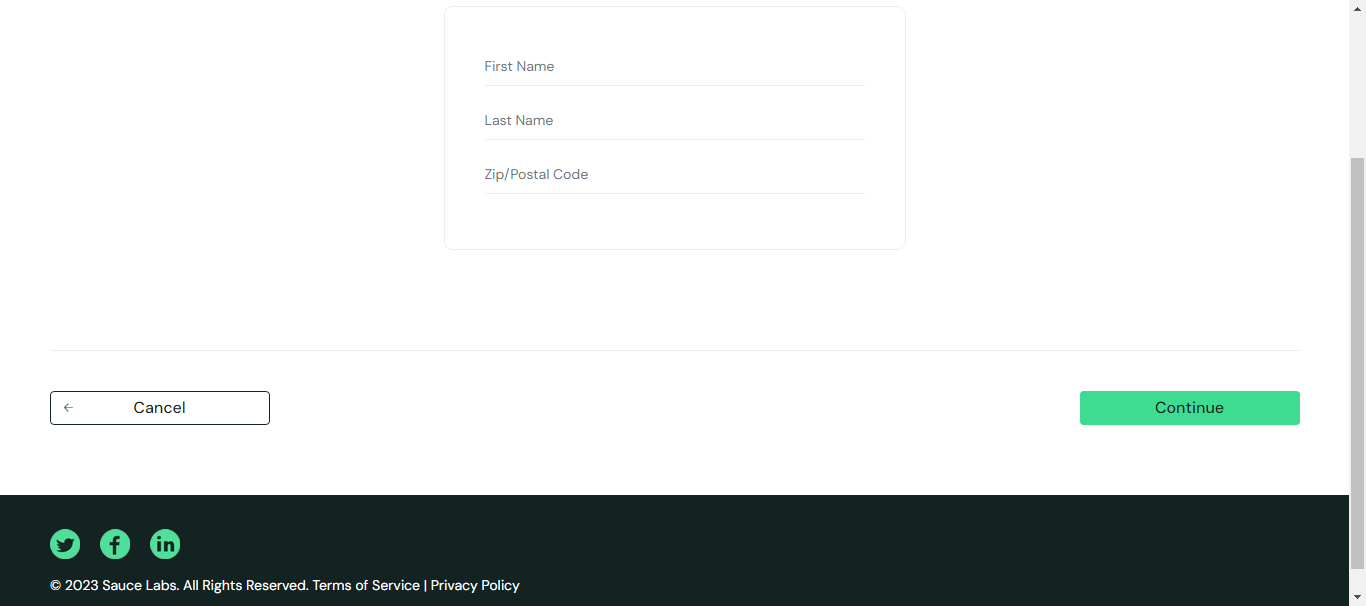 First Name
Last Name
Zip/Postal Code
Cancel
Continue
© 2023 Sauce Labs. All Rights Reserved. Terms of Service | Privacy Policy